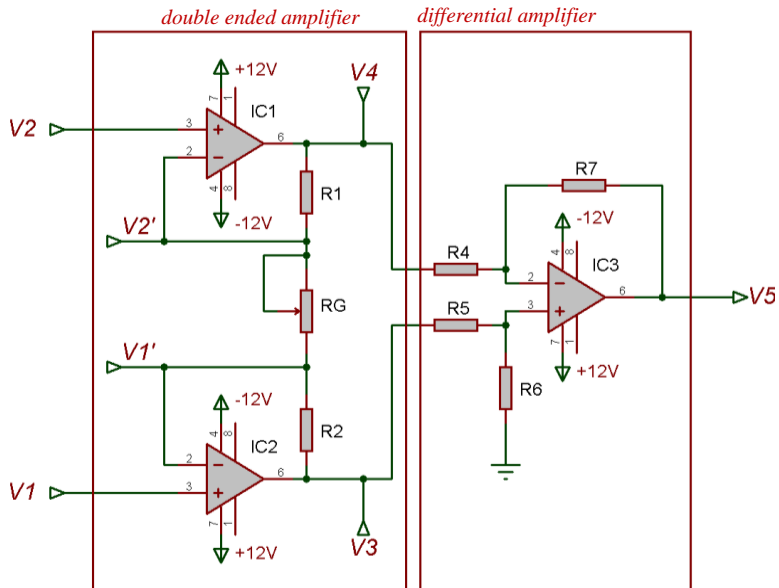 double ended amplifier
differential amplifier
V4
+12V
7
1
IC1
V2
3
+
6
2
−
R1
4
8
-12V
V2'
R7
-12V
4
8
IC3
R4
2
−
RG
R5
3
+
6
V5
7
1
+12V
V1'
R6
-12V
4
8
R2
IC2
2
−
6
V1
3
+
7
1
+12V
V3